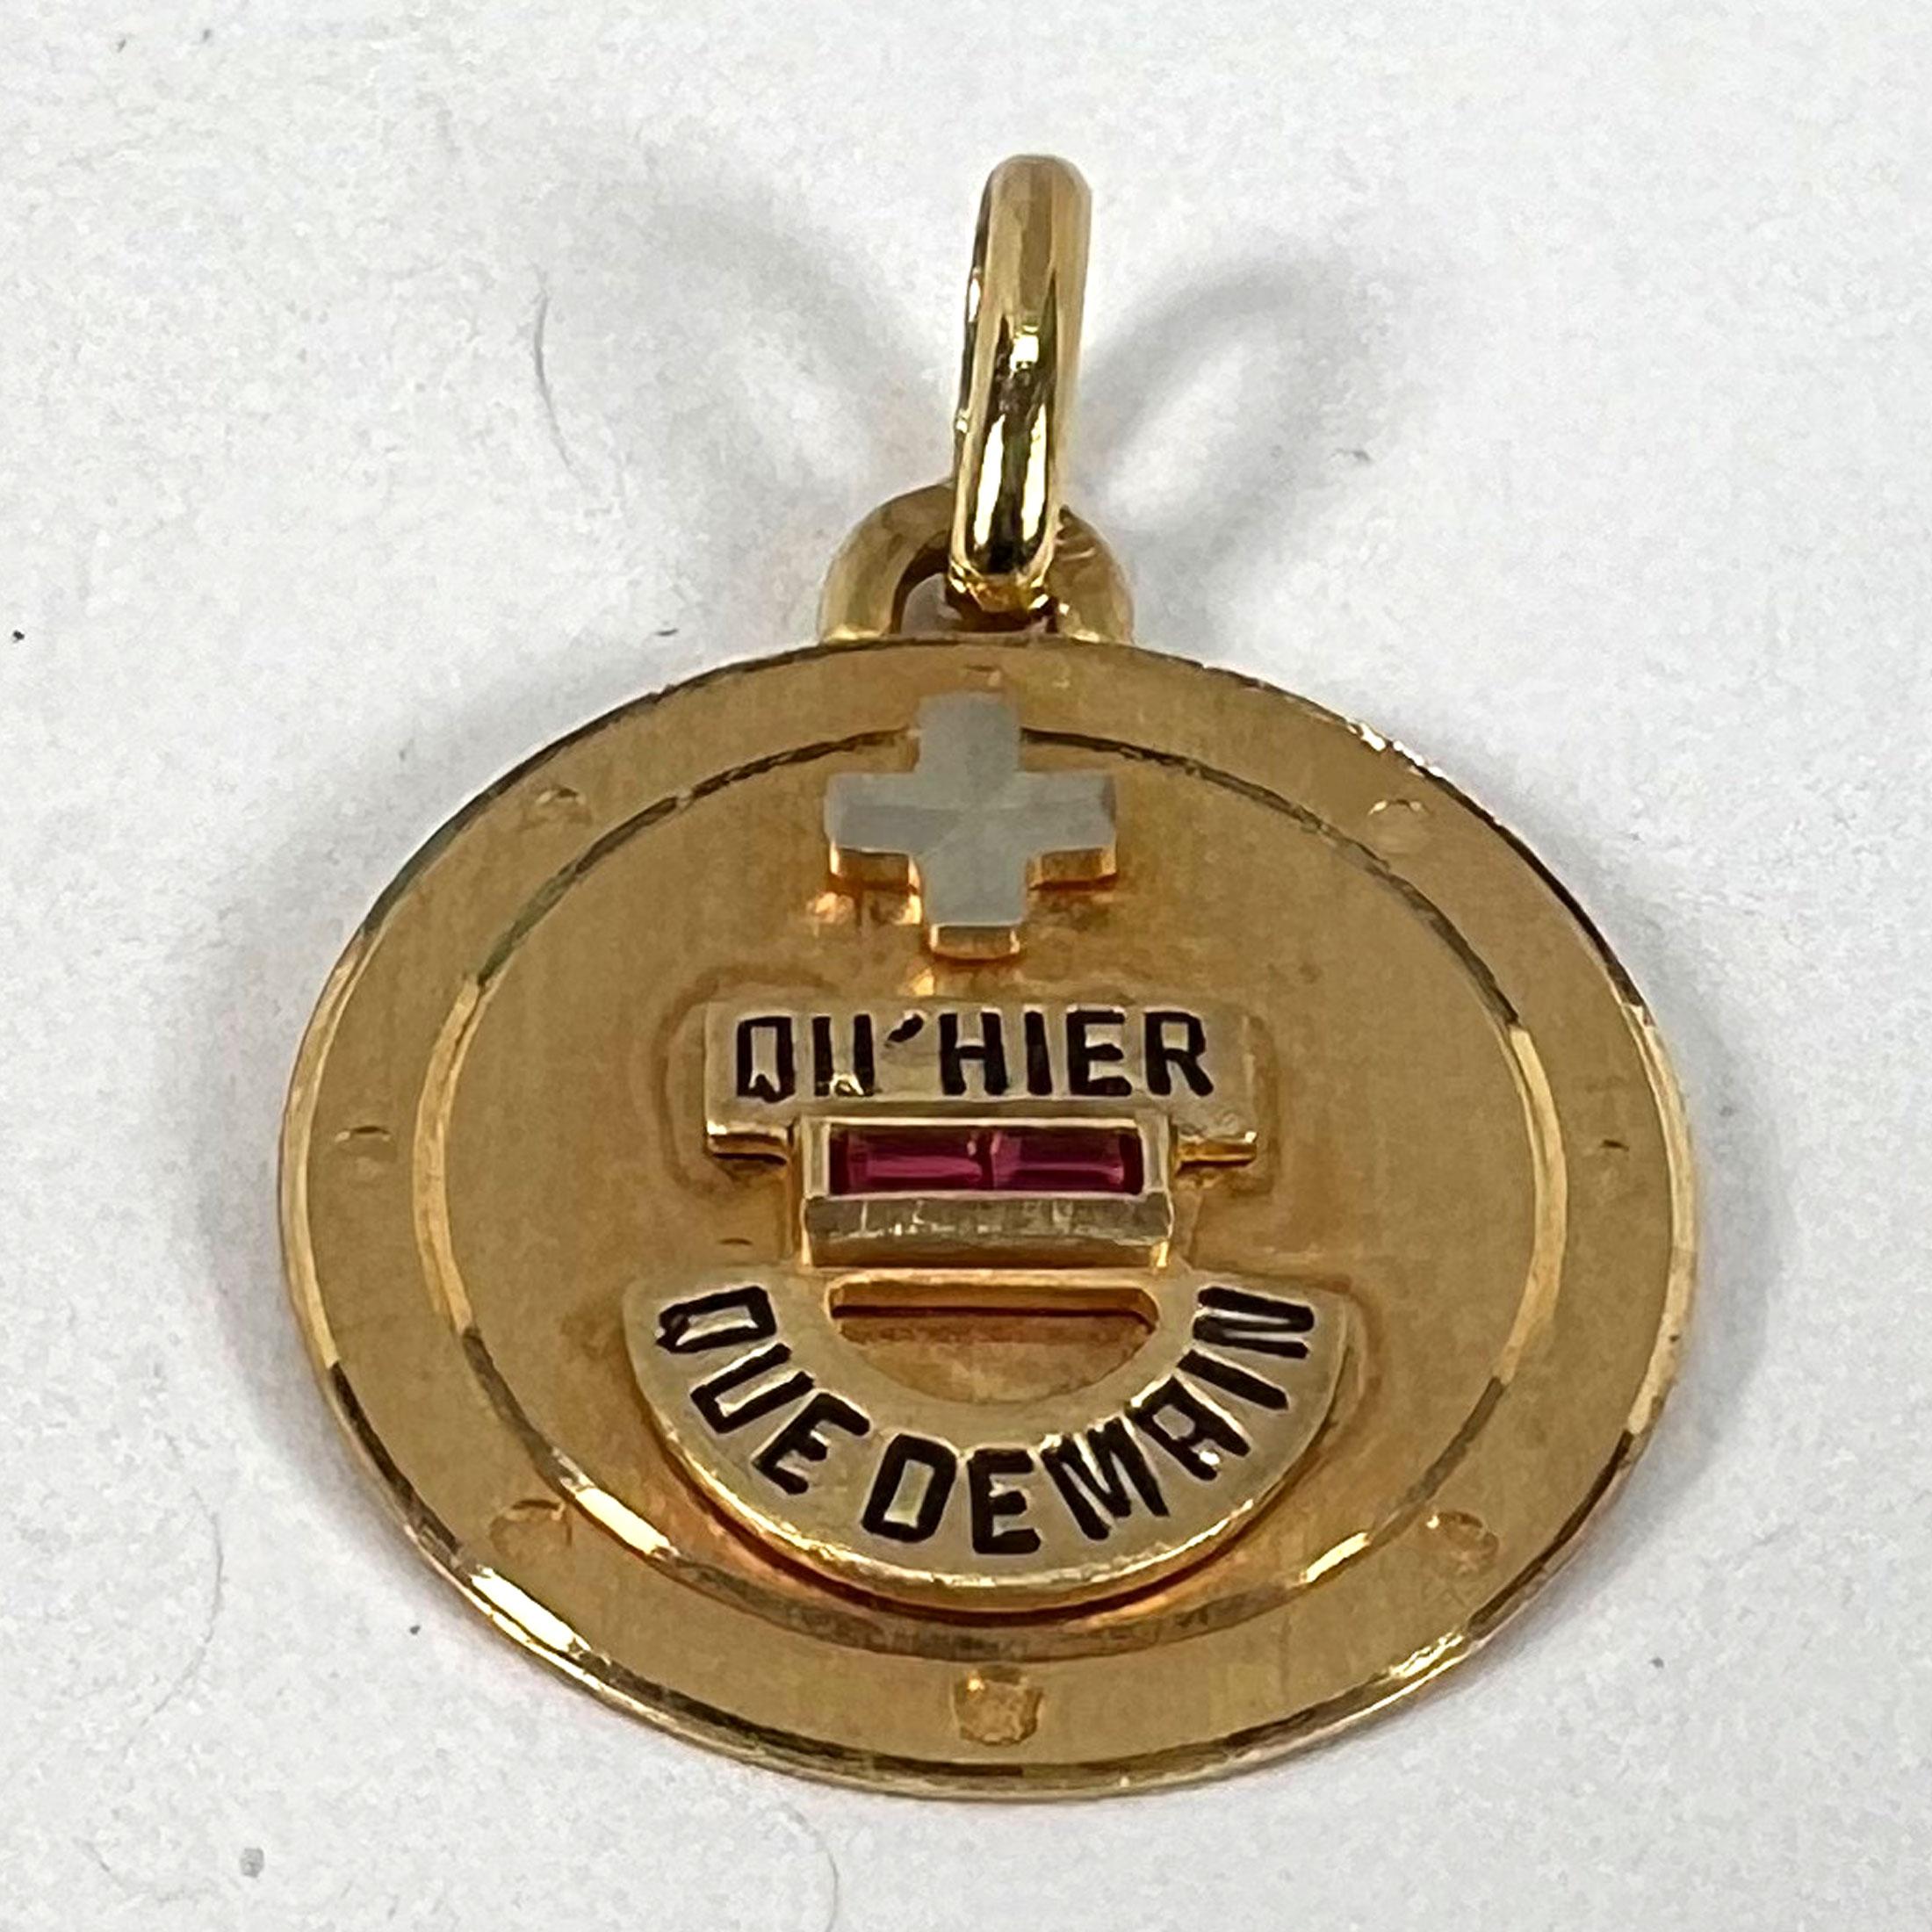 +
QU'HIER
QUE DEMAIN